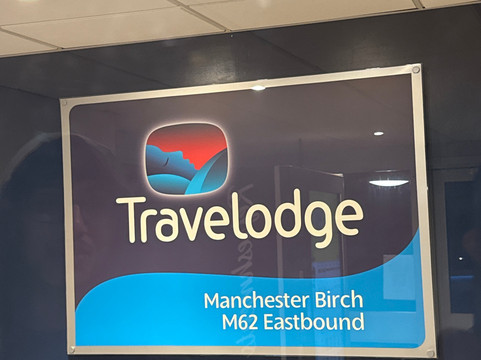 Travelodge
Manchester Birch
M62 Eastbound